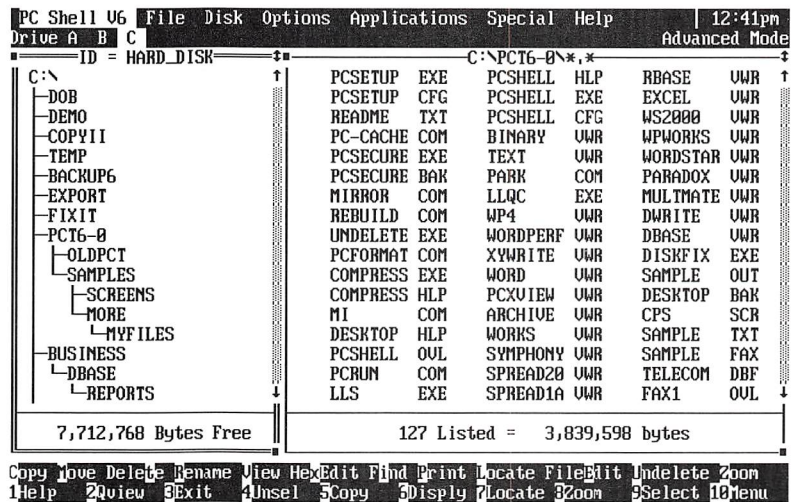 PC Shell V6 File Disk Options Applications Special Help 12:41pm
Drive A B C Advanced Mode
ID = HARD_DISK
C:\PCT6-0\*.*
C:\
DOB
DEMO
COPYII
TEMP
BACKUP6
EXPORT
FIXIT
PCT6-0
OLDPCT
SAMPLES
SCREENS
MORE
MYFILES
BUSINESS
DBASE
REPORTS
PCSETUP EXE PCSHELL HLP RBASE VWR
PCSETUP CFG PCSHELL EXE EXCEL VWR
README TXT PCSHELL CFG WS2000 VWR
PC-CACHE COM BINARY VWR WPWORKS VWR
PCSECURE EXE TEXT VWR WORDSTAR VWR
PCSECURE BAK PARK COM PARADOX VWR
MIRROR COM LLQC EXE MULTMATE VWR
REBUILD COM WP4 VWR DWRITE VWR
UNDELETE EXE WORDPERF VWR DBASE VWR
PCFORMAT COM XYWRITE VWR DISKFIX EXE
COMPRESS EXE WORD VWR SAMPLE OUT
COMPRESS HLP PCXVIEW VWR DESKTOP BAK
MI COM ARCHIVE VWR CPS SCR
DESKTOP HLP WORKS VWR SAMPLE TXT
PCSHELL OVL SYMPHONY VWR SAMPLE FAX
PCRUN COM SPREAD20 VWR TELECOM DBF
LLS EXE SPREAD1A VWR FAX1 OVL
7,712,768 Bytes Free
127 Listed = 3,839,598 bytes
Copy Move Delete Rename View HexEdit Find Print Locate FileEdit Undelete Zoom
1Help 2Qview 3Exit 4Unsel 5Copy 6Disply 7Locate 8Zoom 9Select 10Menu